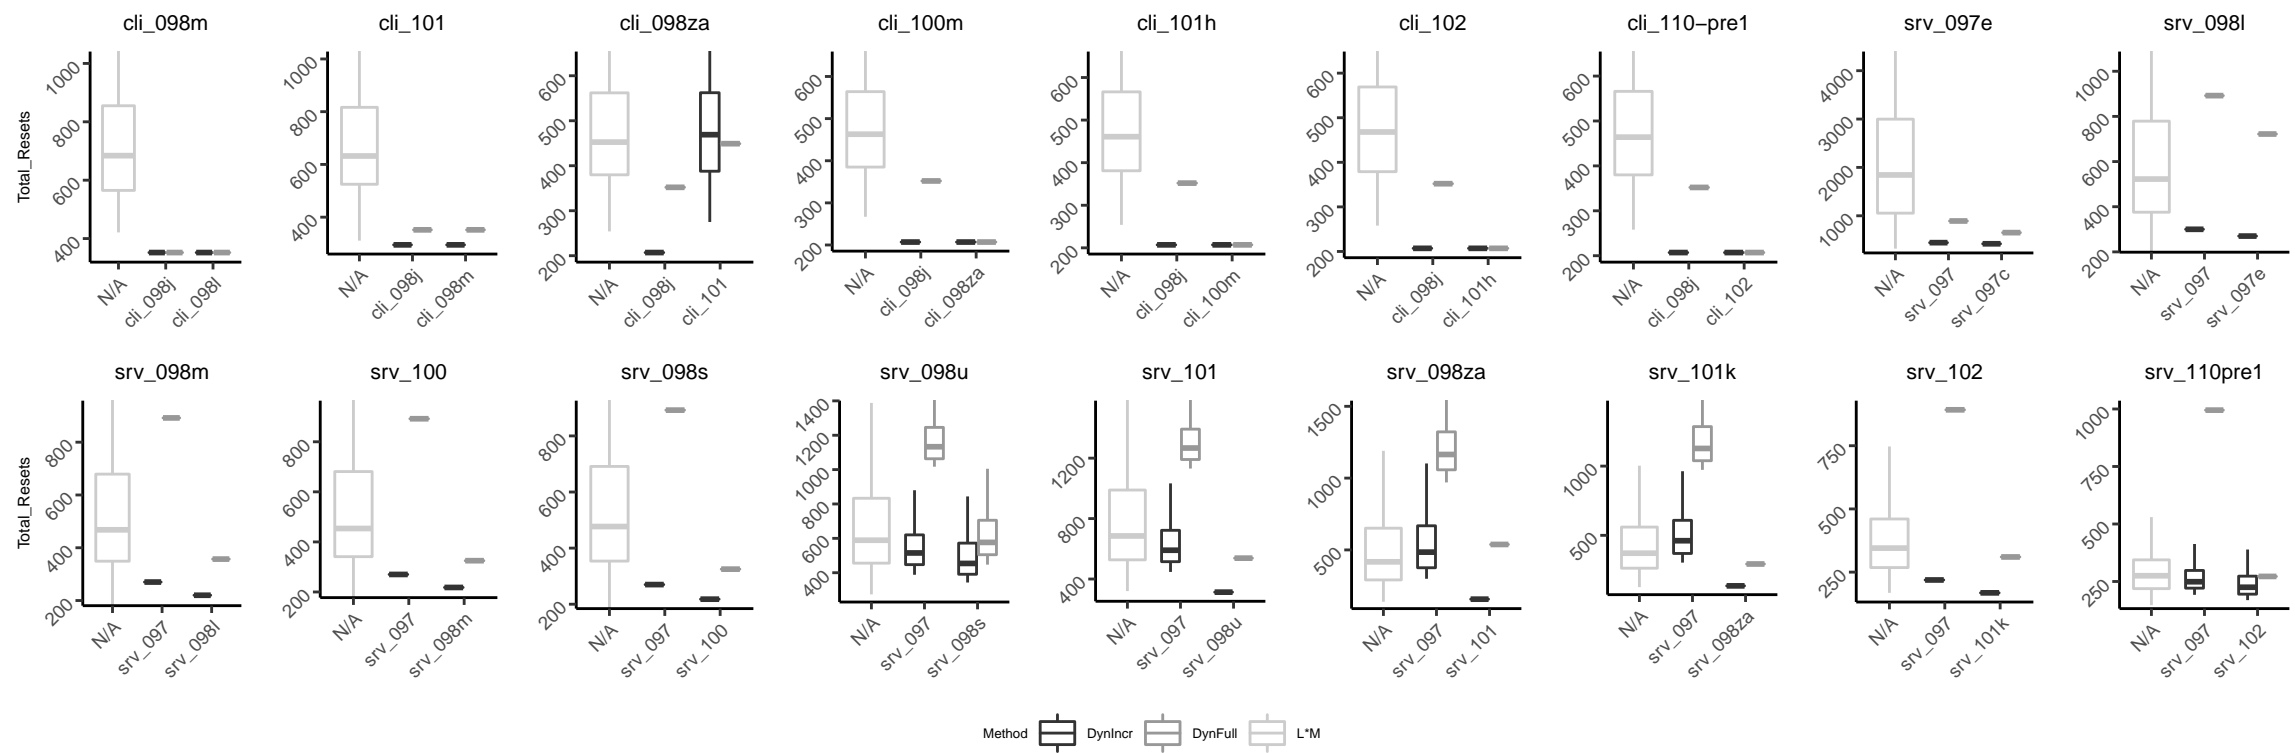 cli_098m cli_101 cli_098za cli_100m cli_101h cli_102 cli_110−pre1 srv_097e srv_098l
Total_Resets
1000 800 600 400
1000 800 600 400
600 500 400 300 200
600 500 400 300 200
600 500 400 300 200
600 500 400 300 200
600 500 400 300 200
4000 3000 2000 1000
1000 800 600 400 200
N/A cli_098j cli_098l
N/A cli_098j cli_098m
N/A cli_098j cli_101
N/A cli_098j cli_098za
N/A cli_098j cli_100m
N/A cli_098j cli_101h
N/A cli_098j cli_102
N/A srv_097 srv_097c
N/A srv_097 srv_097e
srv_098m srv_100 srv_098s srv_098u srv_101 srv_098za srv_101k srv_102 srv_110pre1
Total_Resets
800 600 400 200
800 600 400 200
800 600 400 200
1400 1200 1000 800 600 400
1200 800 400
1500 1000 500
1000 500
750 500 250
1000 750 500 250
N/A srv_097 srv_098l
N/A srv_097 srv_098m
N/A srv_097 srv_100
N/A srv_097 srv_098s
N/A srv_097 srv_098u
N/A srv_097 srv_101
N/A srv_097 srv_098za
N/A srv_097 srv_101k
N/A srv_097 srv_102
Method DynIncr DynFull L*M